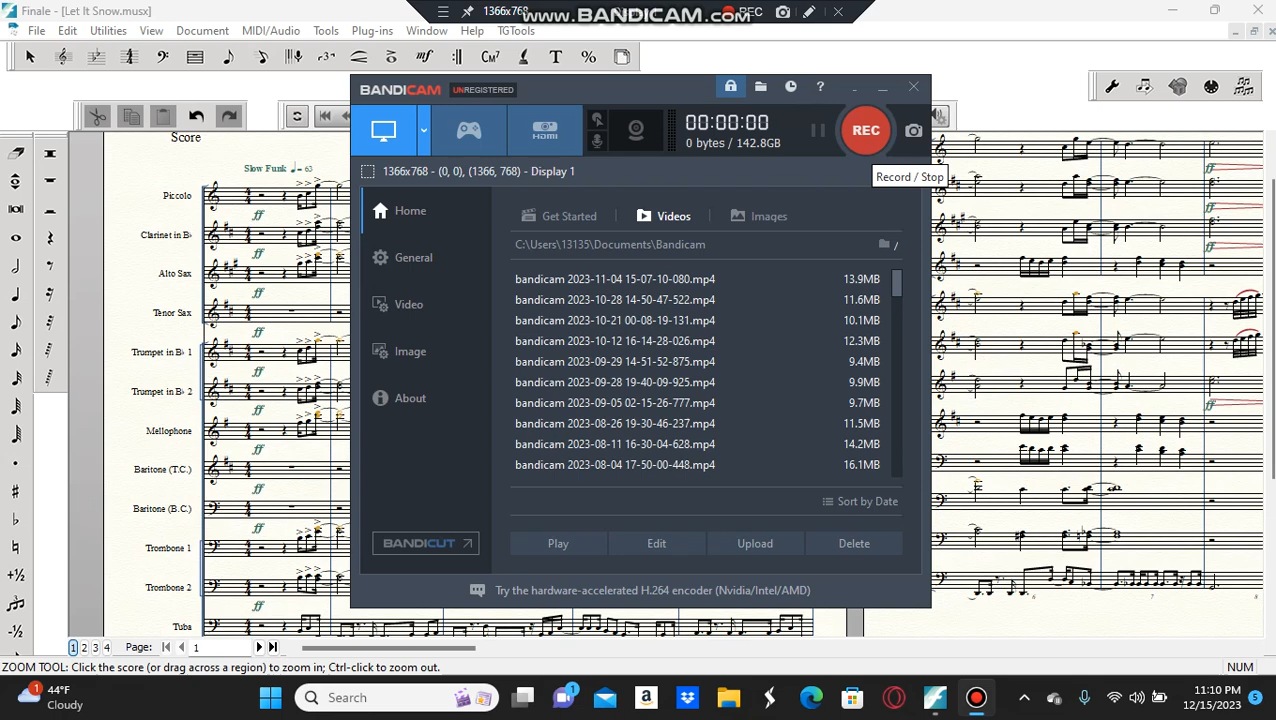 Finale - [Let It Snow.musx]
1366x768
www.BANDICAM.com
REC
File Edit Utilities View Document MIDI/Audio Tools Plug-ins Window Help TGTools
BANDICAM UNREGISTERED
HDMI
00:00:00
0 bytes / 142.8GB
REC
Record / Stop
1366x768 - (0, 0), (1366, 768) - Display 1
Home
General
Video
Image
About
Get Started
Videos
Images
C:\Users\13135\Documents\Bandicam
bandicam 2023-11-04 15-07-10-080.mp4 13.9MB
bandicam 2023-10-28 14-50-47-522.mp4 11.6MB
bandicam 2023-10-21 00-08-19-131.mp4 10.1MB
bandicam 2023-10-12 16-14-28-026.mp4 12.3MB
bandicam 2023-09-29 14-51-52-875.mp4 9.4MB
bandicam 2023-09-28 19-40-09-925.mp4 9.9MB
bandicam 2023-09-05 02-15-26-777.mp4 9.7MB
bandicam 2023-08-26 19-30-46-237.mp4 11.5MB
bandicam 2023-08-11 16-30-04-628.mp4 14.2MB
bandicam 2023-08-04 17-50-00-448.mp4 16.1MB
Sort by Date
BANDICUT
Play Edit Upload Delete
Try the hardware-accelerated H.264 encoder (Nvidia/Intel/AMD)
Score
Slow Funk ♩= 63
Piccolo
Clarinet in B♭
Alto Sax
Tenor Sax
Trumpet in B♭ 1
Trumpet in B♭ 2
Mellophone
Baritone (T.C.)
Baritone (B.C.)
Trombone 1
Trombone 2
Tuba
1 2 3 4 Page: 1
ZOOM TOOL: Click the score (or drag across a region) to zoom in; Ctrl-click to zoom out.
NUM
44°F
Cloudy
Search
11:10 PM
12/15/2023